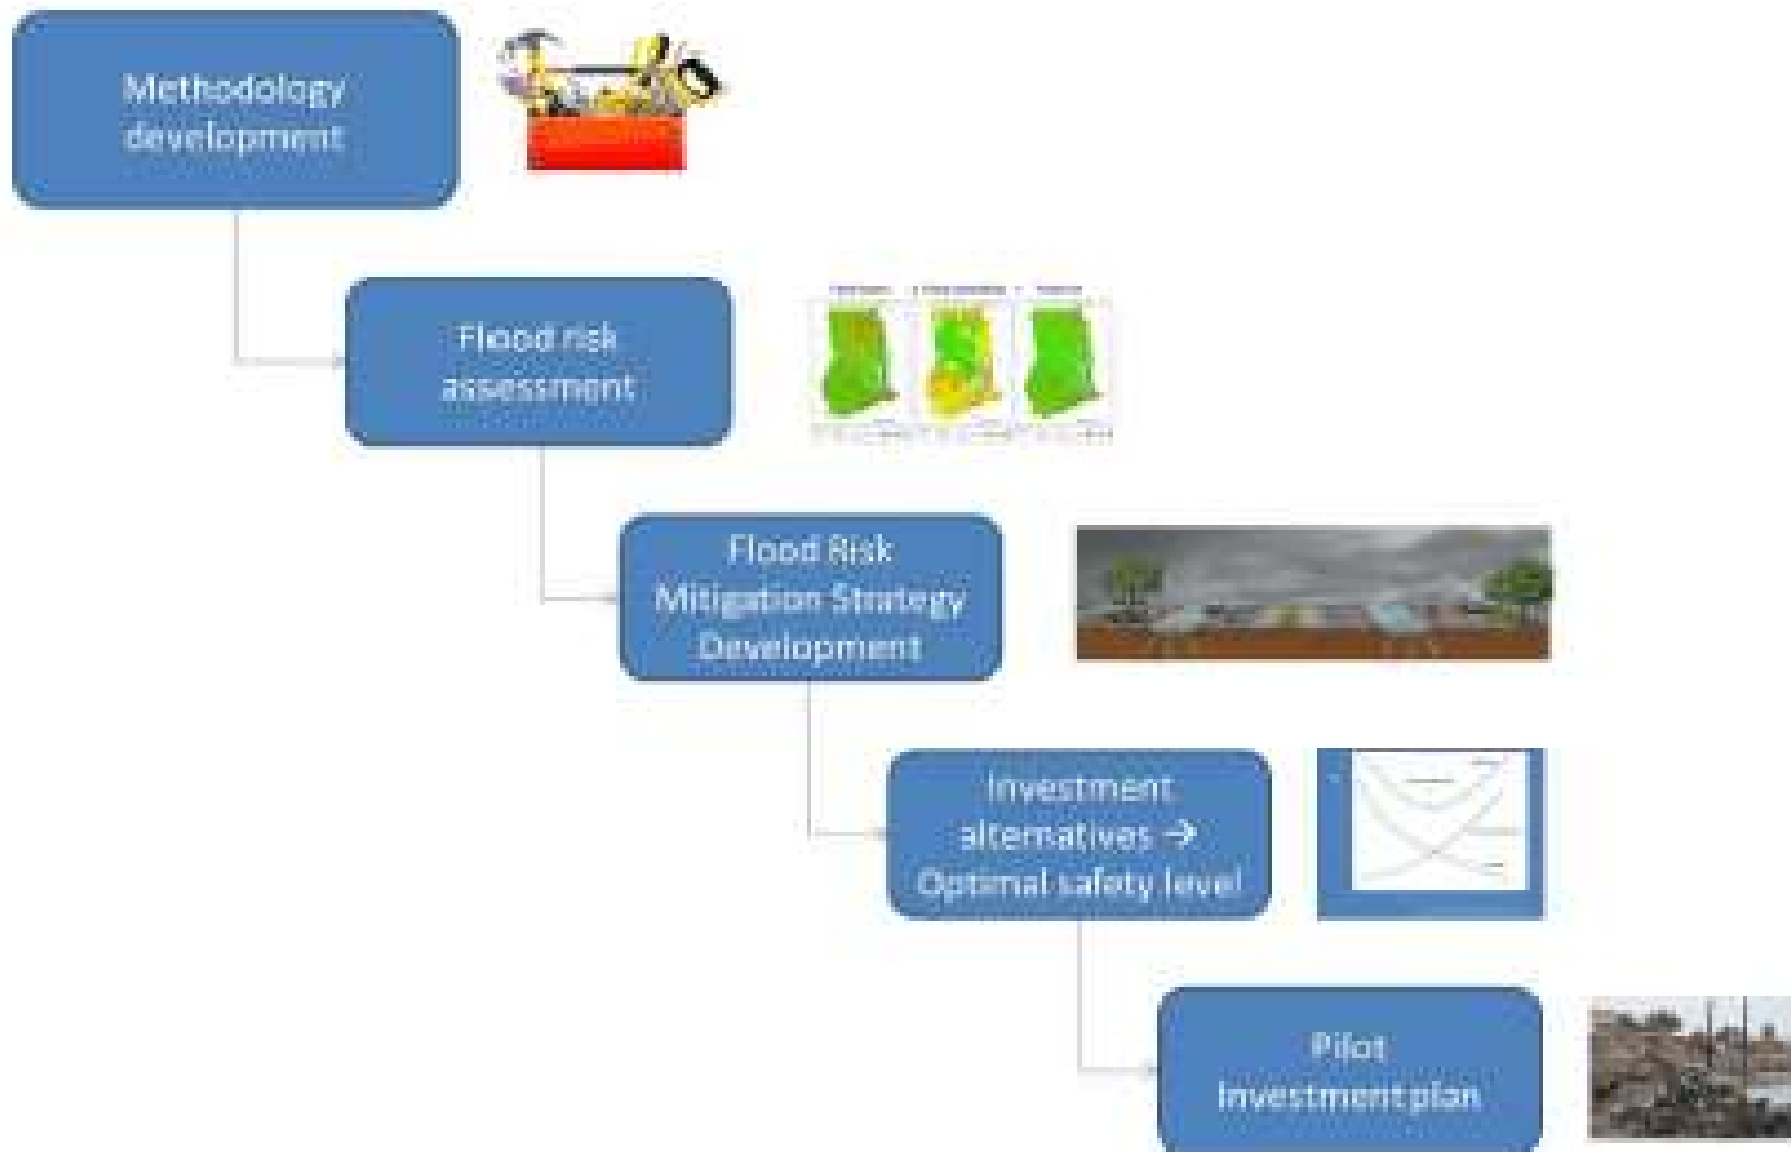 Methodology
development
Flood risk
assessment
Flood Risk
Mitigation Strategy
Development
Investment
alternatives →
Optimal safety level
Pilot
investment plan